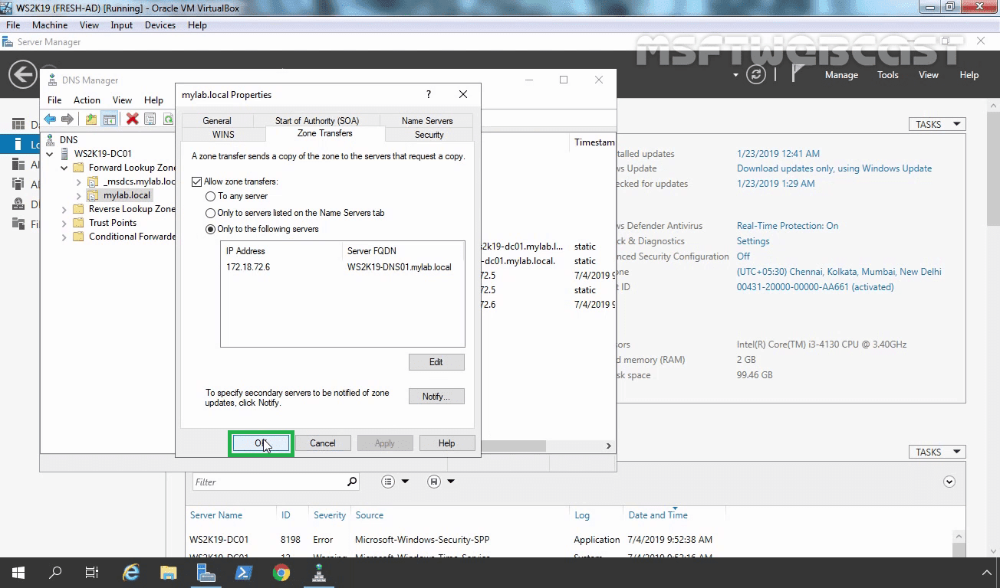 WS2K19 (FRESH-AD) [Running] - Oracle VM VirtualBox
File Machine View Input Devices Help
Server Manager
MSFTWEBCAST
Manage Tools View Help
DNS Manager
File Action View Help
DNS
WS2K19-DC01
Forward Lookup Zone
_msdcs.mylab.loc
mylab.local
Reverse Lookup Zone
Trust Points
Conditional Forwarde
mylab.local Properties
?
General Start of Authority (SOA) Name Servers
WINS Zone Transfers Security
A zone transfer sends a copy of the zone to the servers that request a copy.
Allow zone transfers:
To any server
Only to servers listed on the Name Servers tab
Only to the following servers
IP Address Server FQDN
172.18.72.6 WS2K19-DNS01.mylab.local
Edit
To specify secondary servers to be notified of zone
updates, click Notify.
Notify...
Cancel Apply Help
Timestam
s2k19-dc01.mylab.l... static
-dc01.mylab.local. static
72.5 7/4/2019 9
72.5 static
72.6 7/4/2019 9
TASKS
stalled updates 1/23/2019 12:41 AM
ws Update Download updates only, using Windows Update
ecked for updates 1/23/2019 1:29 AM
ws Defender Antivirus Real-Time Protection: On
ck & Diagnostics Settings
nced Security Configuration Off
one (UTC+05:30) Chennai, Kolkata, Mumbai, New Delhi
t ID 00431-20000-00000-AA661 (activated)
sors Intel(R) Core(TM) i3-4130 CPU @ 3.40GHz
d memory (RAM) 2 GB
sk space 99.46 GB
TASKS
Filter
Server Name ID Severity Source Log Date and Time
WS2K19-DC01 8198 Error Microsoft-Windows-Security-SPP Application 7/4/2019 9:52:38 AM
WS2K19-DC01 12 Warning Microsoft-Windows-Time-Service System 7/4/2019 9:52:16 AM